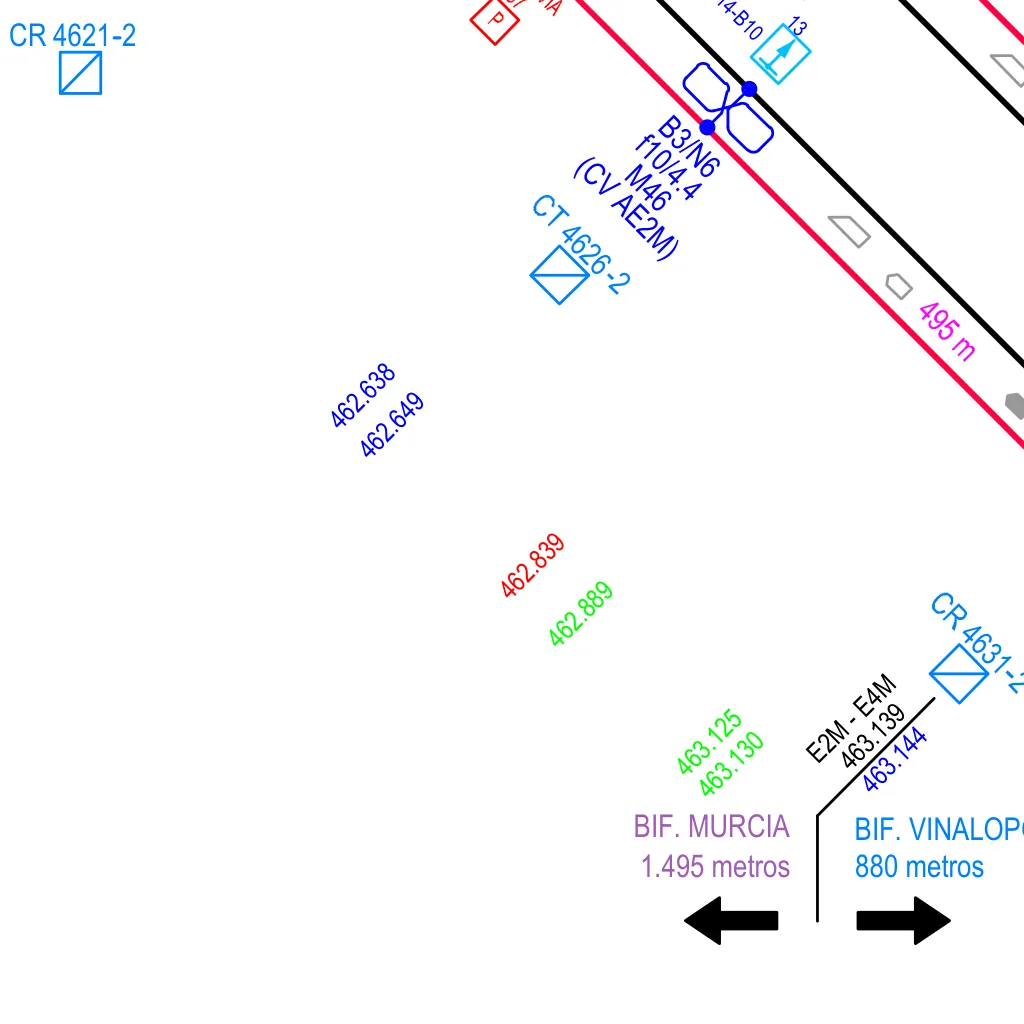 CR 4621-2
P
14-B10
13
B3/N6
f10/4.4
M46
(CV AE2M)
CT 4626-2
495 m
462.638
462.649
462.839
462.889
CR 4631-2
E2M - E4M
463.139
463.144
463.125
463.130
BIF. MURCIA
1.495 metros
BIF. VINALOPÓ
880 metros